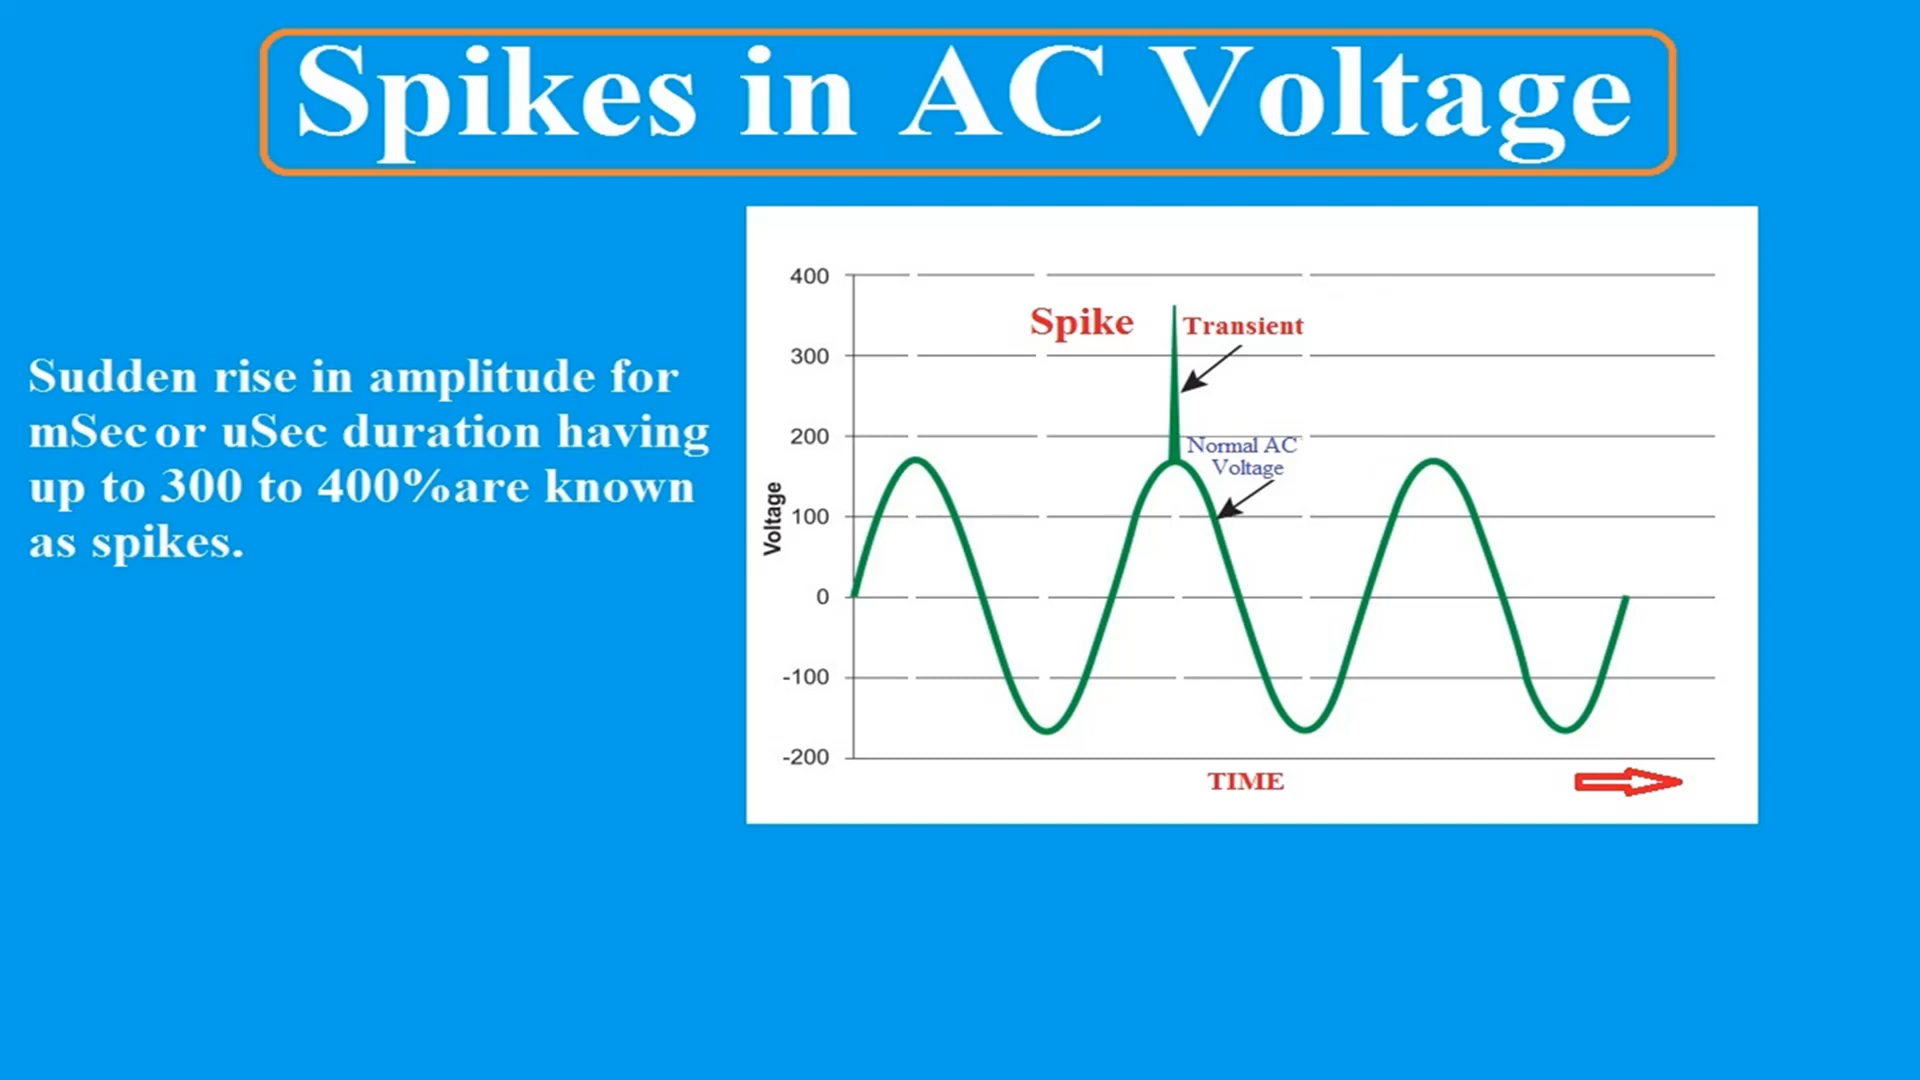 Spikes in AC Voltage
Sudden rise in amplitude for
mSec or uSec duration having
up to 300 to 400%are known
as spikes.
400
Spike
Transient
300
200
Normal AC
Voltage
Voltage
100
0
-100
-200
TIME